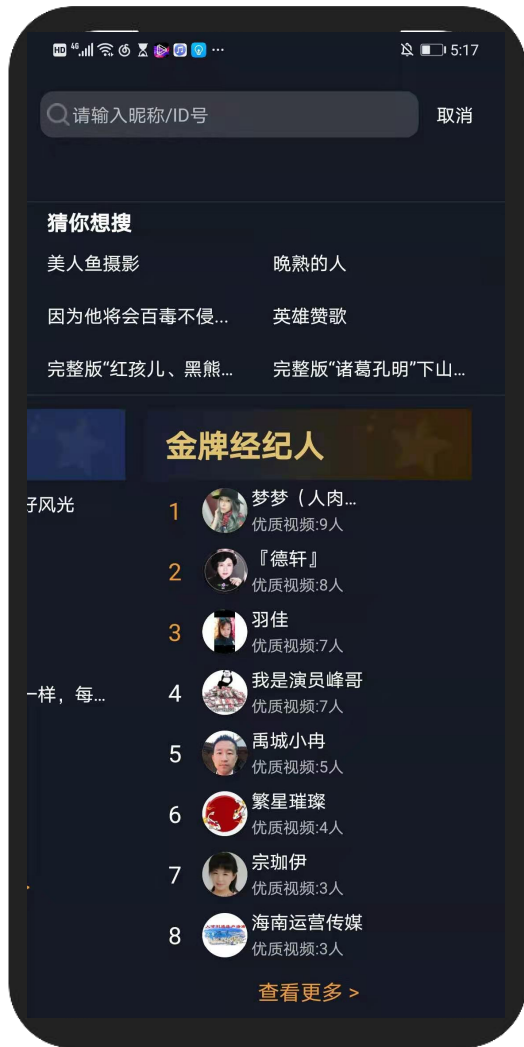 HD 4G 5:17
请输入昵称/ID号 取消
猜你想搜
美人鱼摄影 晚熟的人
因为他将会百毒不侵... 英雄赞歌
完整版“红孩儿、黑熊... 完整版“诸葛孔明”下山...
金牌经纪人
好风光
1 梦梦（人肉...
优质视频:9人
2 『德轩』
优质视频:8人
3 羽佳
优质视频:7人
一样，每...
4 我是演员峰哥
优质视频:7人
5 禹城小冉
优质视频:5人
6 繁星璀璨
优质视频:4人
7 宗珈伊
优质视频:3人
8 海南运营传媒
优质视频:3人
查看更多 >